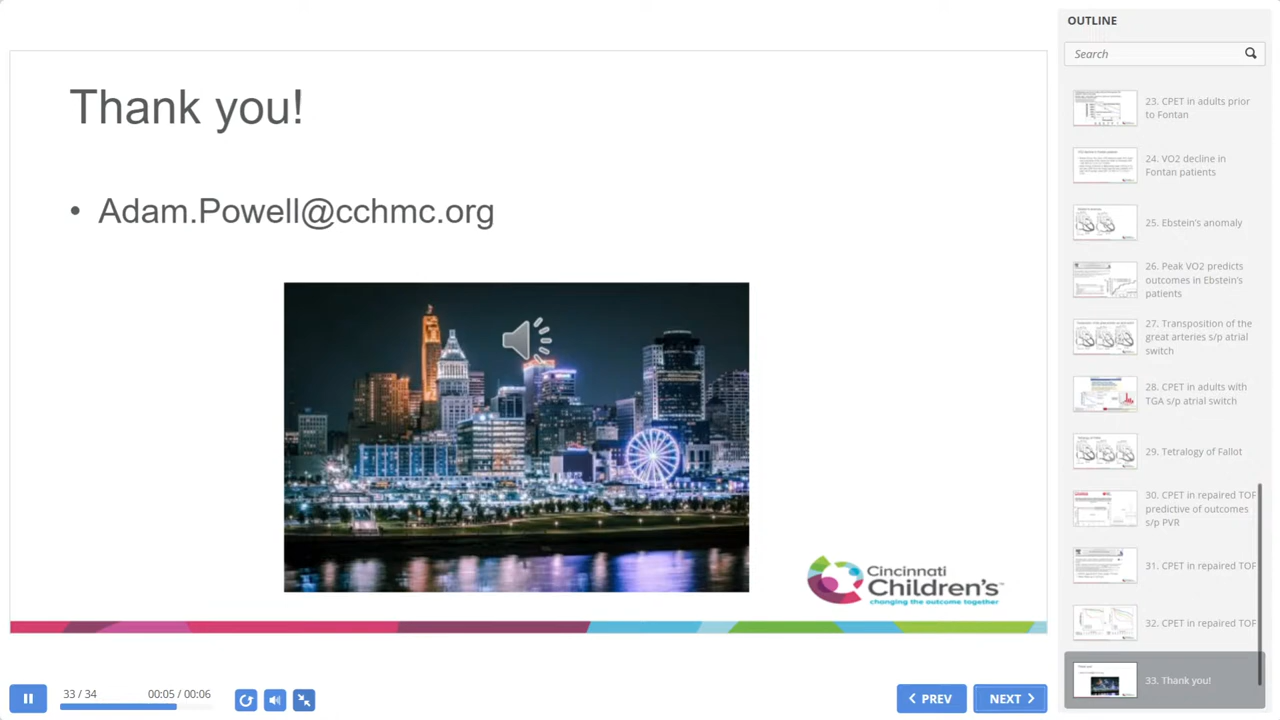 Thank you!
• Adam.Powell@cchmc.org
Cincinnati
Children's™
changing the outcome together
33 / 34
00:05 / 00:06
PREV
NEXT
OUTLINE
Search
23. CPET in adults prior
to Fontan
24. VO2 decline in
Fontan patients
25. Ebstein's anomaly
26. Peak VO2 predicts
outcomes in Ebstein's
patients
27. Transposition of the
great arteries s/p atrial
switch
28. CPET in adults with
TGA s/p atrial switch
29. Tetralogy of Fallot
30. CPET in repaired TOF
predictive of outcomes
s/p PVR
31. CPET in repaired TOF
32. CPET in repaired TOF
33. Thank you!